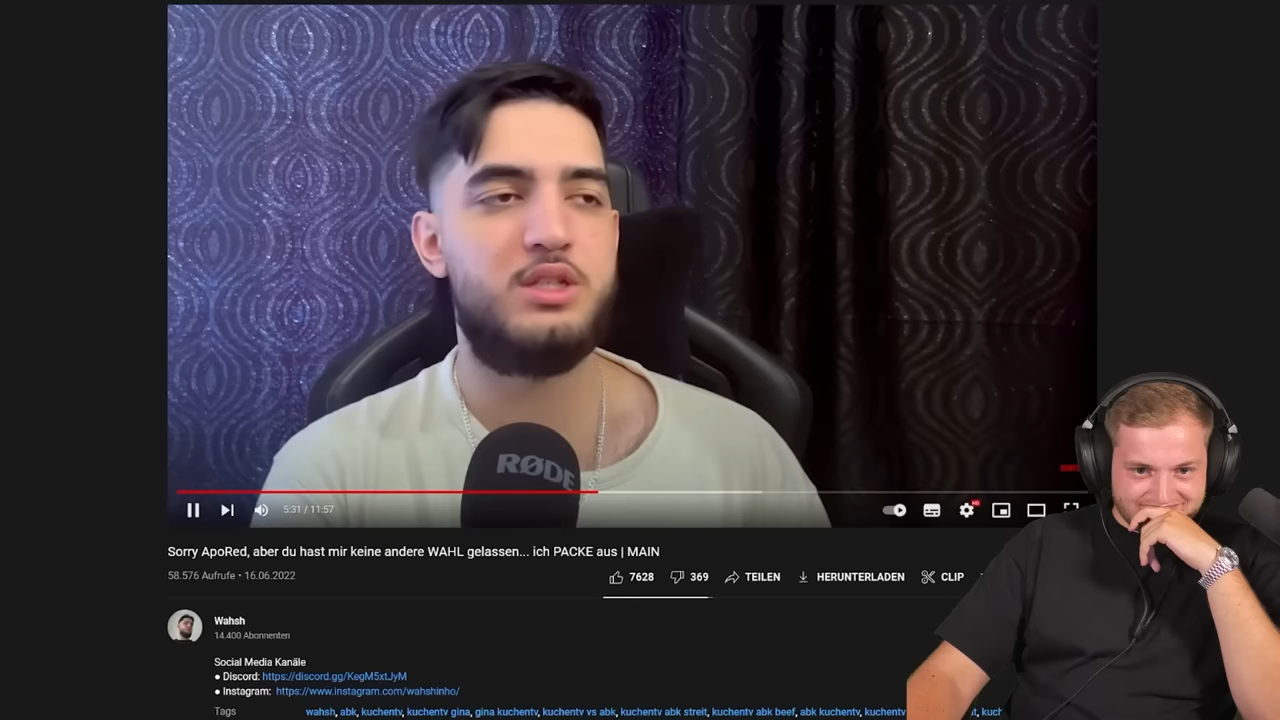 RØDE
5:31 / 11:57
Sorry ApoRed, aber du hast mir keine andere WAHL gelassen... ich PACKE aus | MAIN
58.576 Aufrufe • 16.06.2022
7628
369
TEILEN
HERUNTERLADEN
CLIP
Wahsh
14.400 Abonnenten
Social Media Kanäle
● Discord: https://discord.gg/KegM5xtJyM
● Instagram: https://www.instagram.com/wahshinho/
Tags wahsh, abk, kuchentv, kuchentv gina, gina kuchentv, kuchentv vs abk, kuchentv abk streit, kuchentv abk beef, abk kuchentv, kuchentv